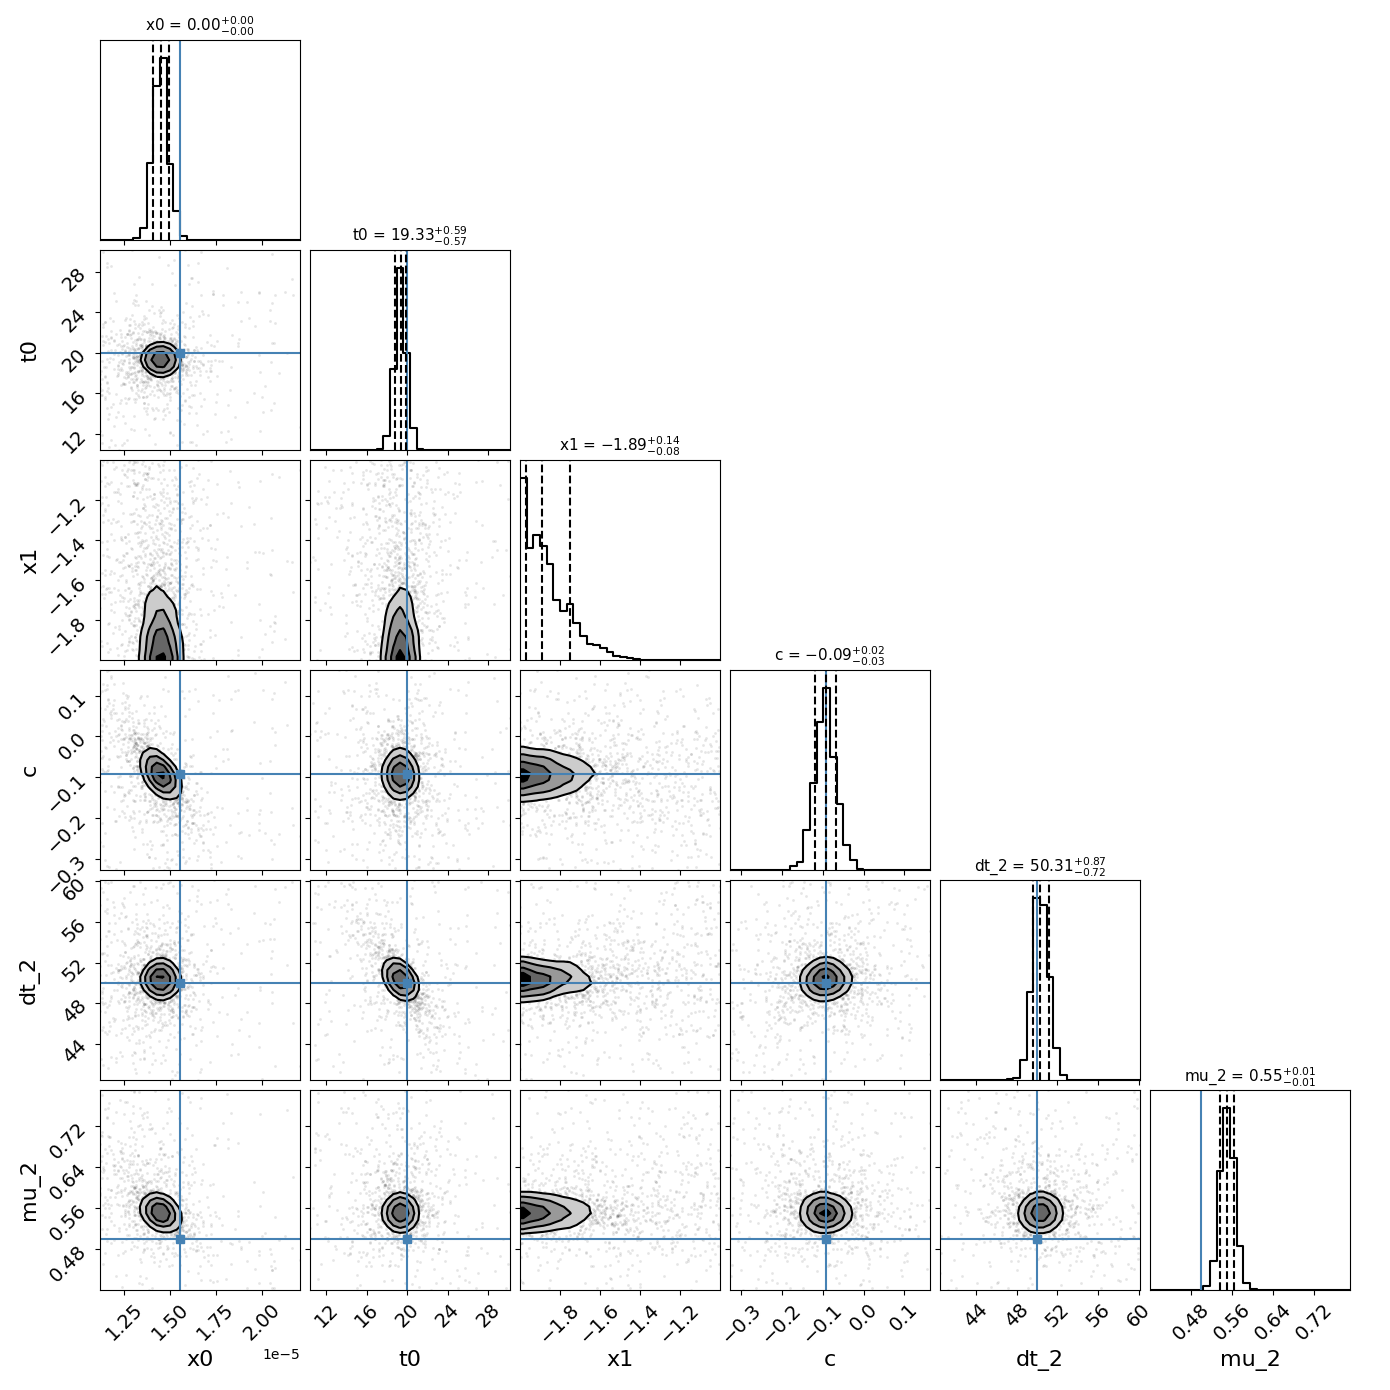 x0 = 0.00+0.00 −0.00
28
24
20
16
12
t0
t0 = 19.33+0.59 −0.57
−1.2
−1.4
−1.6
−1.8
x1
x1 = −1.89+0.14 −0.08
0.1
0.0
−0.1
−0.2
−0.3
c
c = −0.09+0.02 −0.03
60
56
52
48
44
dt_2
dt_2 = 50.31+0.87 −0.72
0.72
0.64
0.56
0.48
mu_2
mu_2 = 0.55+0.01 −0.01
1.25 1.50 1.75 2.00
1e−5
x0
12 16 20 24 28
t0
−1.8 −1.6 −1.4 −1.2
x1
−0.3 −0.2 −0.1 0.0 0.1
c
44 48 52 56 60
dt_2
0.48 0.56 0.64 0.72
mu_2